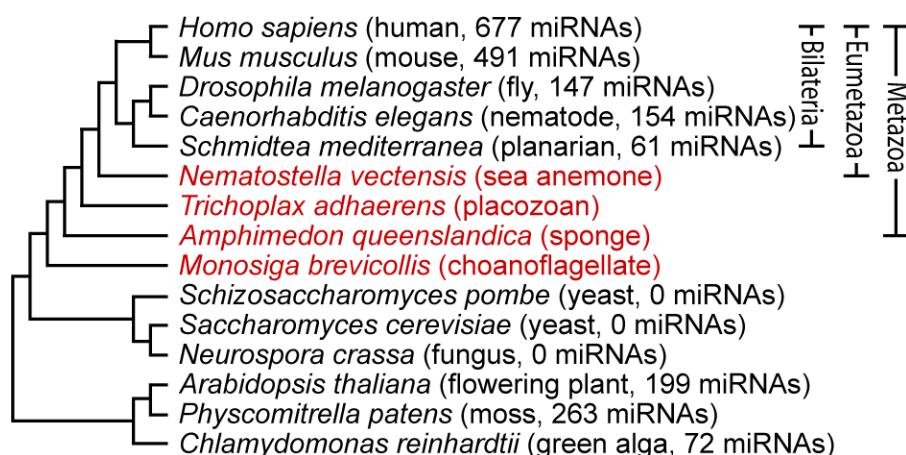 Homo sapiens (human, 677 miRNAs)
Mus musculus (mouse, 491 miRNAs)
Drosophila melanogaster (fly, 147 miRNAs)
Caenorhabditis elegans (nematode, 154 miRNAs)
Schmidtea mediterranea (planarian, 61 miRNAs)
Nematostella vectensis (sea anemone)
Trichoplax adhaerens (placozoan)
Amphimedon queenslandica (sponge)
Monosiga brevicollis (choanoflagellate)
Schizosaccharomyces pombe (yeast, 0 miRNAs)
Saccharomyces cerevisiae (yeast, 0 miRNAs)
Neurospora crassa (fungus, 0 miRNAs)
Arabidopsis thaliana (flowering plant, 199 miRNAs)
Physcomitrella patens (moss, 263 miRNAs)
Chlamydomonas reinhardtii (green alga, 72 miRNAs)
Bilateria
Eumetazoa
Metazoa